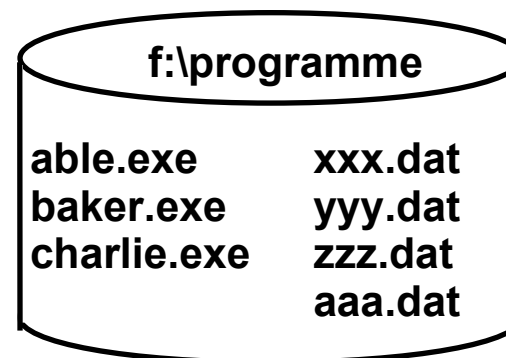 f:\programme
able.exe xxx.dat
baker.exe yyy.dat
charlie.exe zzz.dat
aaa.dat